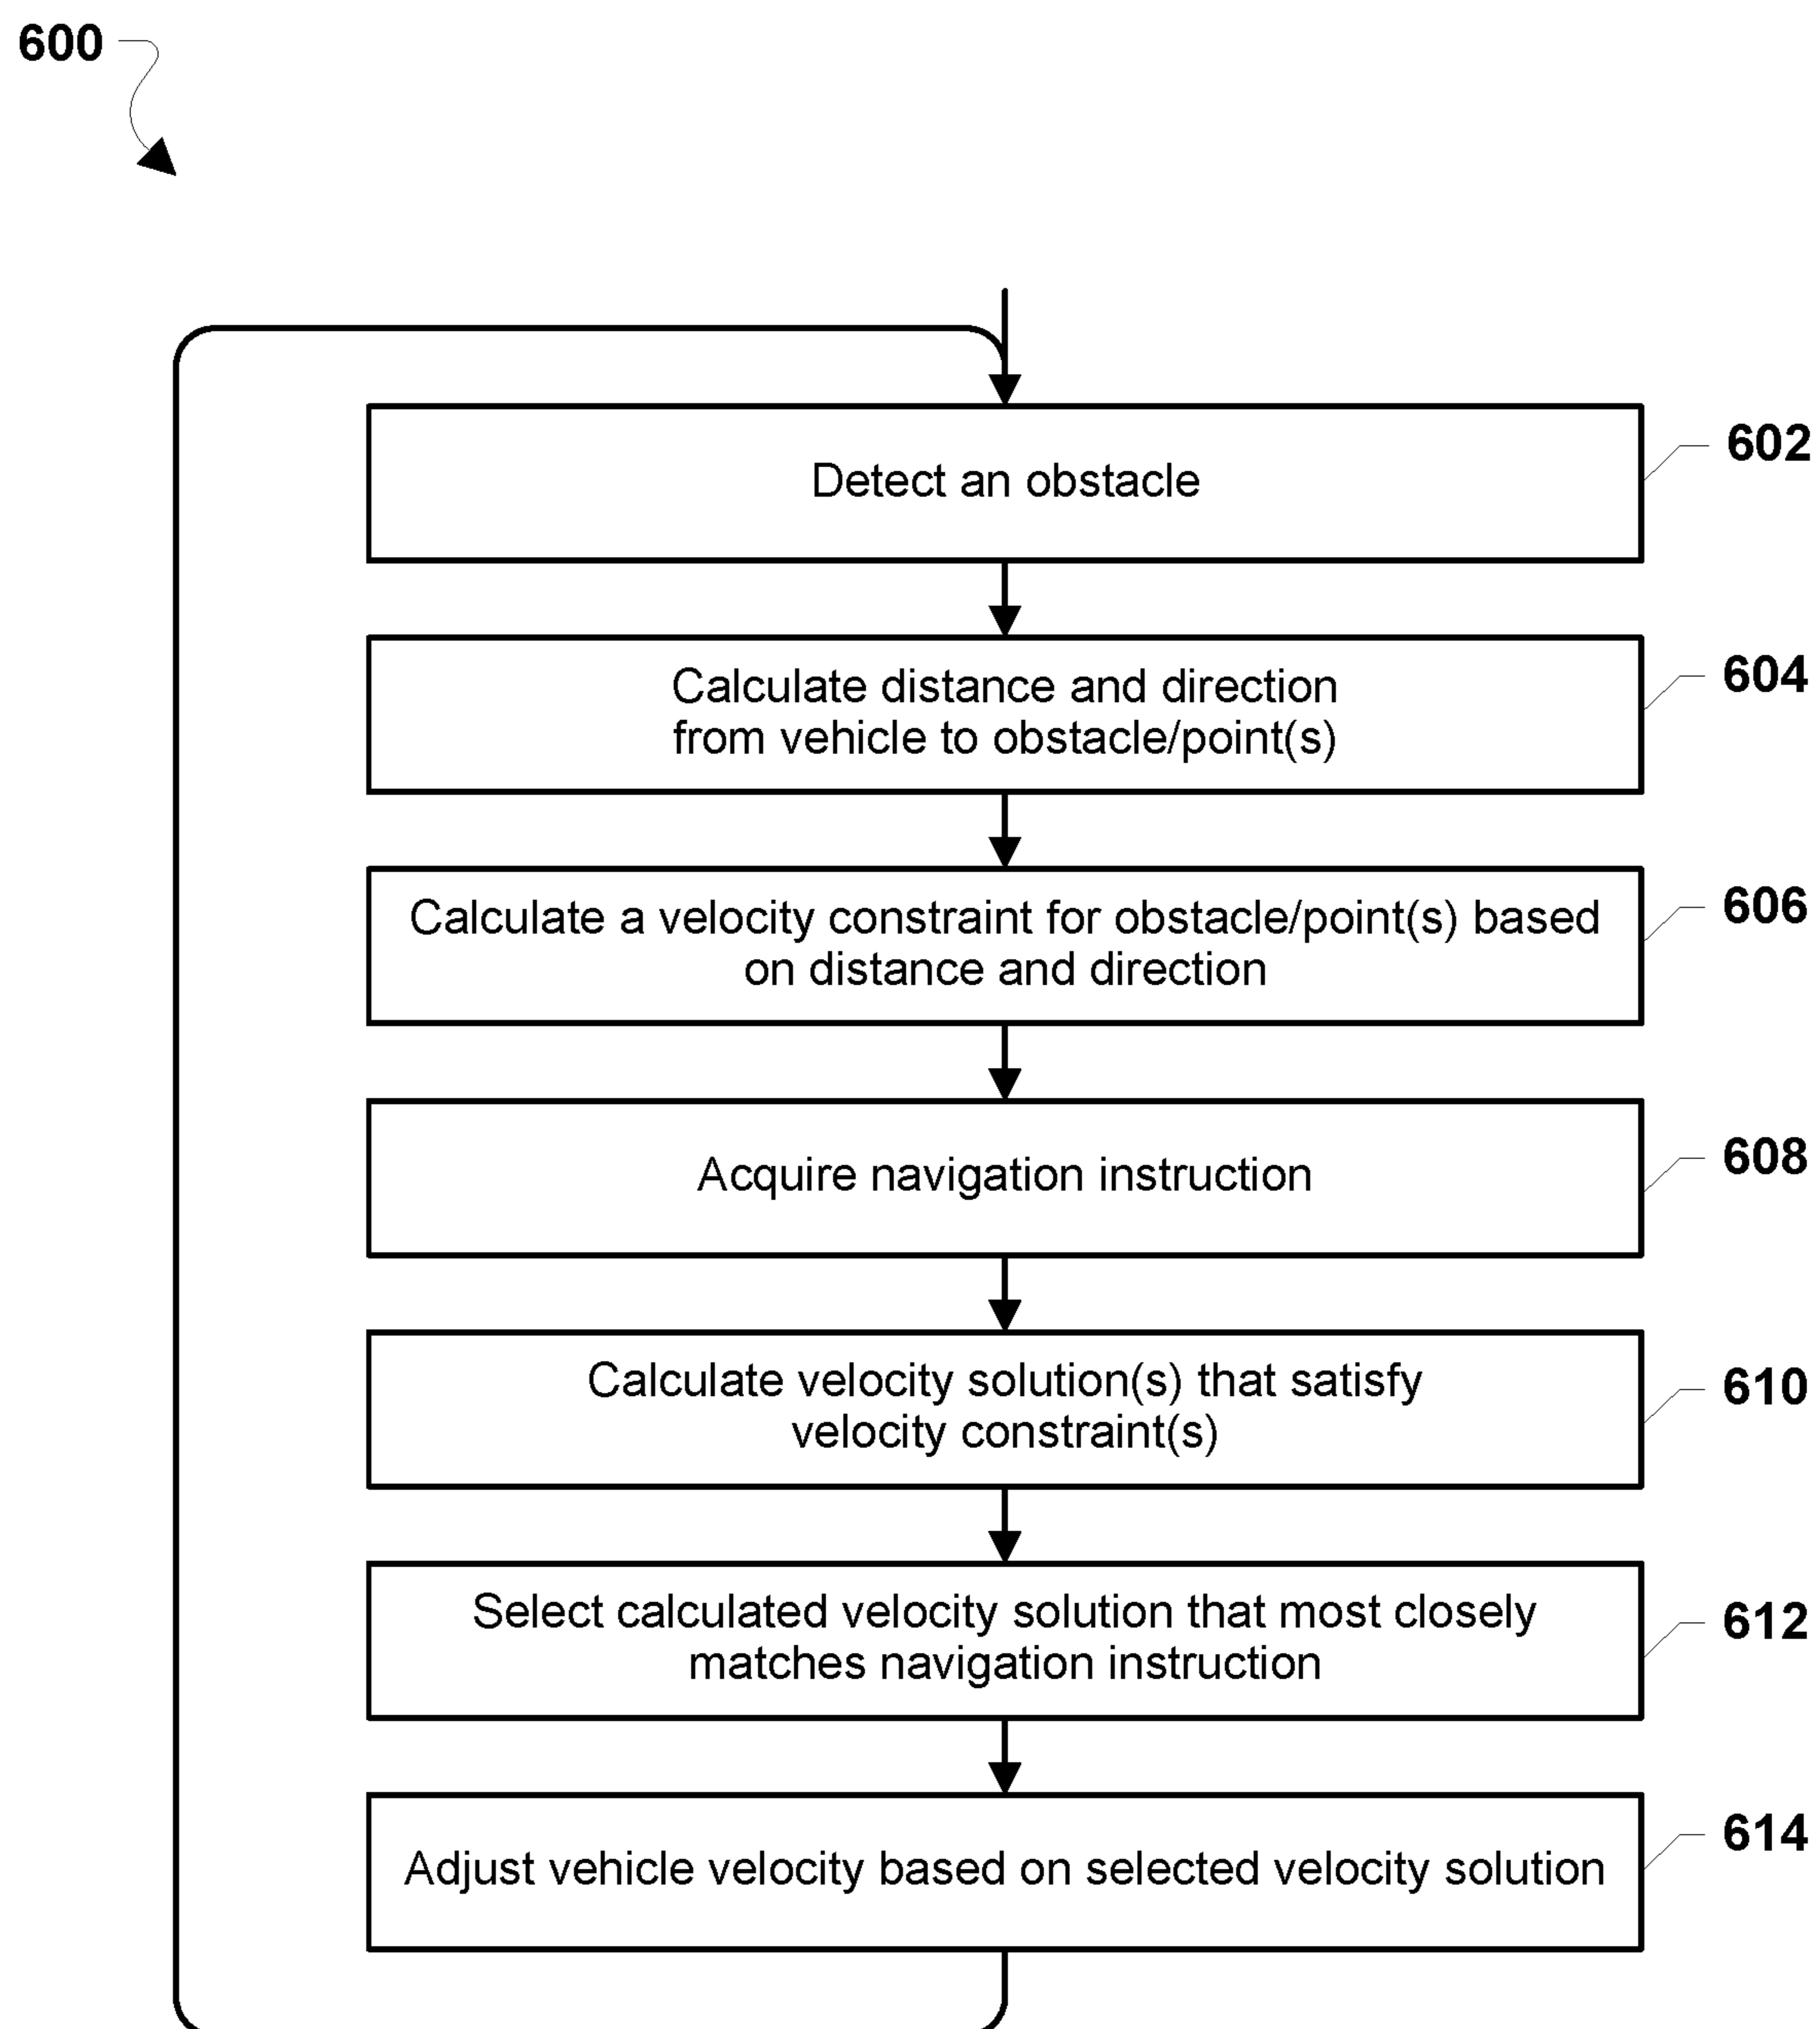 600
Detect an obstacle
602
Calculate distance and direction
from vehicle to obstacle/point(s)
604
Calculate a velocity constraint for obstacle/point(s) based
on distance and direction
606
Acquire navigation instruction
608
Calculate velocity solution(s) that satisfy
velocity constraint(s)
610
Select calculated velocity solution that most closely
matches navigation instruction
612
Adjust vehicle velocity based on selected velocity solution
614